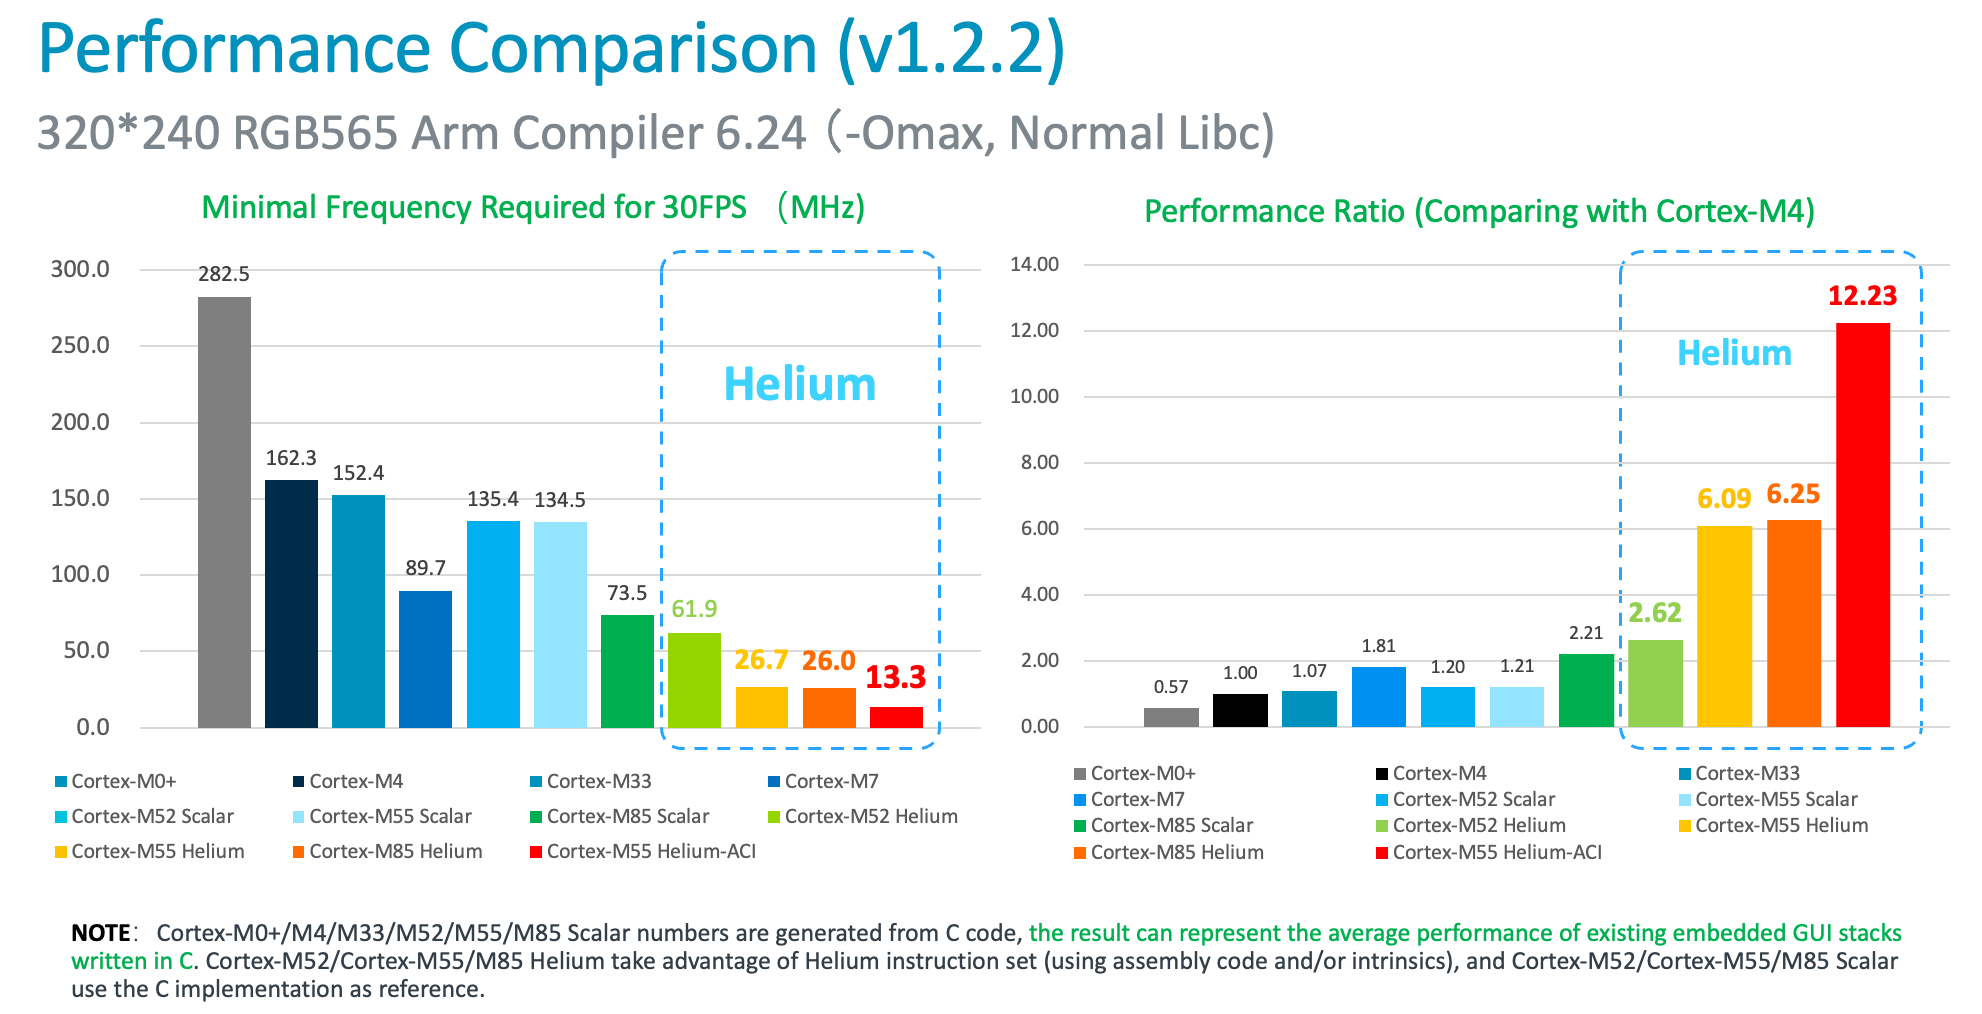 Performance Comparison (v1.2.2)
320*240 RGB565 Arm Compiler 6.24（-Omax, Normal Libc)
Minimal Frequency Required for 30FPS （MHz)
300.0
250.0
200.0
150.0
100.0
50.0
0.0
282.5
162.3
152.4
89.7
135.4
134.5
73.5
61.9
26.7
26.0
13.3
Helium
Cortex-M0+ Cortex-M4 Cortex-M33 Cortex-M7
Cortex-M52 Scalar Cortex-M55 Scalar Cortex-M85 Scalar Cortex-M52 Helium
Cortex-M55 Helium Cortex-M85 Helium Cortex-M55 Helium-ACI
Performance Ratio (Comparing with Cortex-M4)
14.00
12.00
10.00
8.00
6.00
4.00
2.00
0.00
0.57
1.00
1.07
1.81
1.20
1.21
2.21
2.62
6.09
6.25
12.23
Helium
Cortex-M0+ Cortex-M4 Cortex-M33
Cortex-M7 Cortex-M52 Scalar Cortex-M55 Scalar
Cortex-M85 Scalar Cortex-M52 Helium Cortex-M55 Helium
Cortex-M85 Helium Cortex-M55 Helium-ACI
NOTE： Cortex-M0+/M4/M33/M52/M55/M85 Scalar numbers are generated from C code, the result can represent the average performance of existing embedded GUI stacks
written in C. Cortex-M52/Cortex-M55/M85 Helium take advantage of Helium instruction set (using assembly code and/or intrinsics), and Cortex-M52/Cortex-M55/M85 Scalar
use the C implementation as reference.